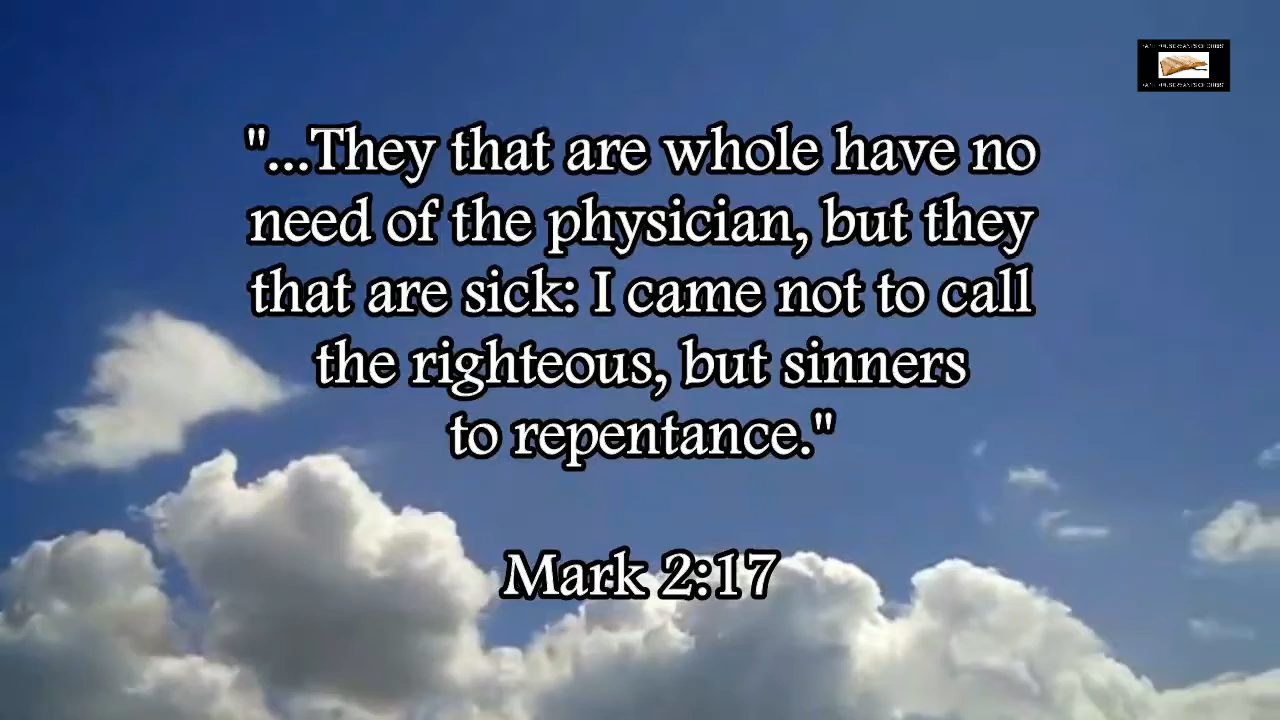 "...They that are whole have no
need of the physician, but they
that are sick: I came not to call
the righteous, but sinners
to repentance."
Mark 2:17